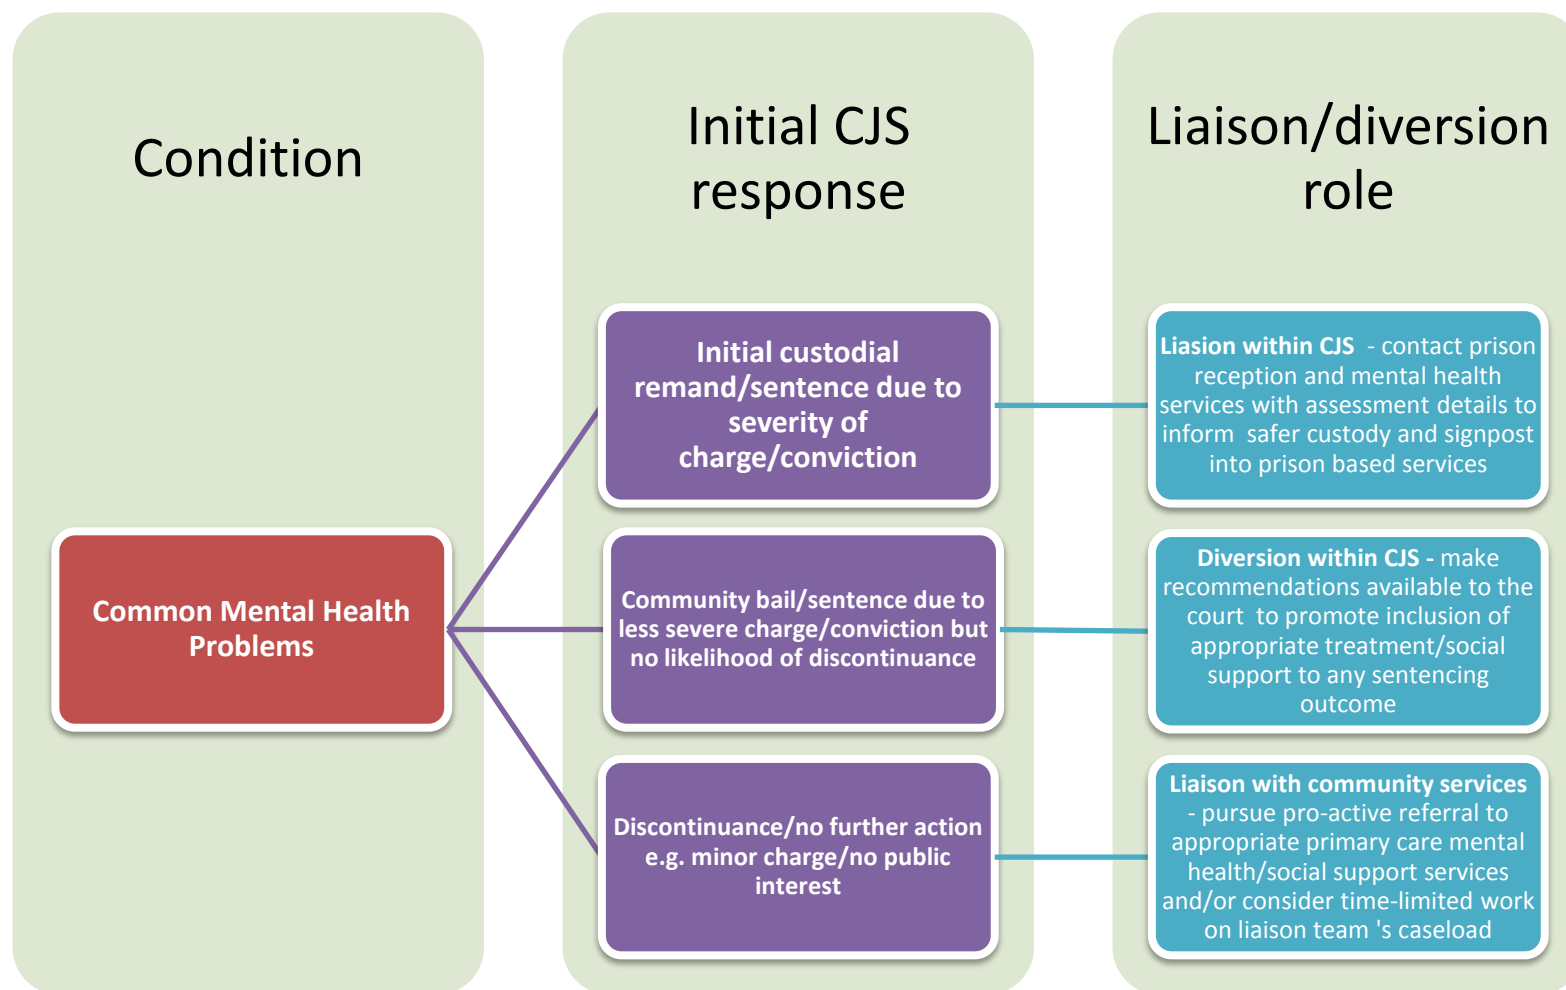 Condition
Initial CJS
response
Liaison/diversion
role
Common Mental Health
Problems
Initial custodial
remand/sentence due to
severity of
charge/conviction
Community bail/sentence due to
less severe charge/conviction but
no likelihood of discontinuance
Discontinuance/no further action
e.g. minor charge/no public
interest
Liasion within CJS - contact prison
reception and mental health
services with assessment details to
inform safer custody and signpost
into prison based services
Diversion within CJS - make
recommendations available to the
court to promote inclusion of
appropriate treatment/social
support to any sentencing
outcome
Liaison with community services
- pursue pro-active referral to
appropriate primary care mental
health/social support services
and/or consider time-limited work
on liaison team 's caseload